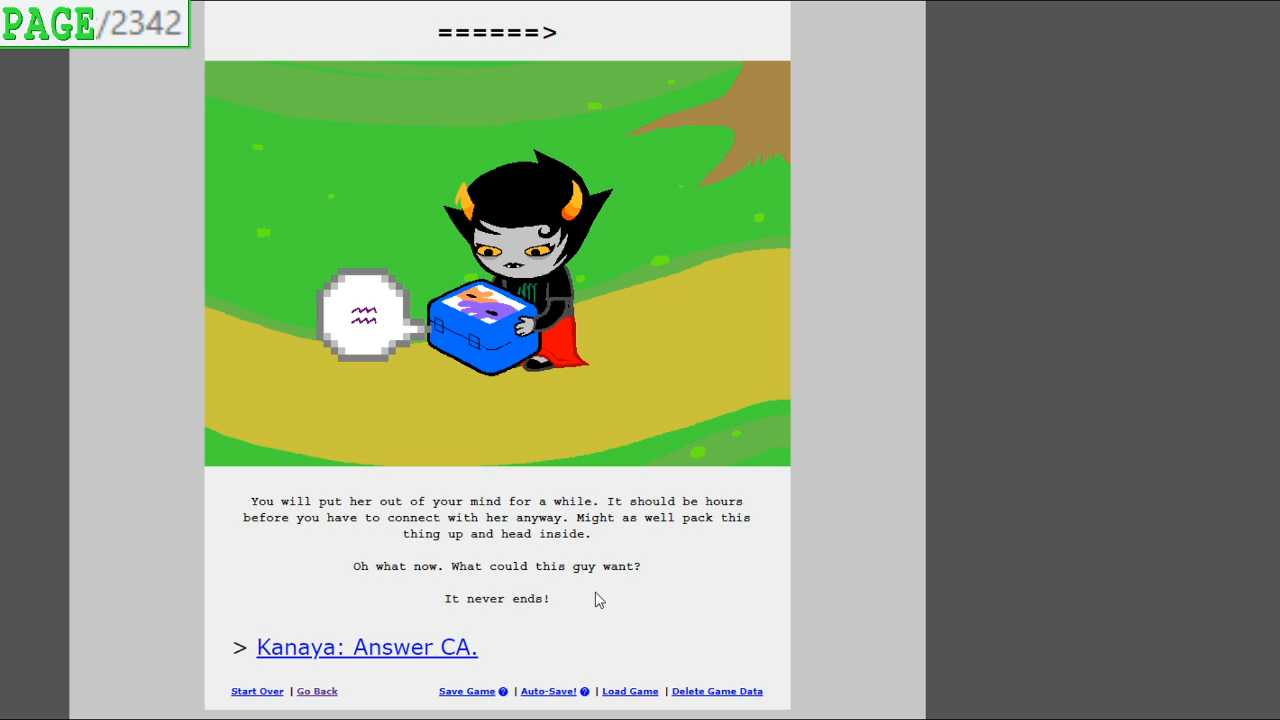 PAGE/2342
======>
You will put her out of your mind for a while. It should be hours
before you have to connect with her anyway. Might as well pack this
thing up and head inside.
Oh what now. What could this guy want?
It never ends!
> Kanaya: Answer CA.
Start Over | Go Back Save Game ? | Auto-Save! ? | Load Game | Delete Game Data